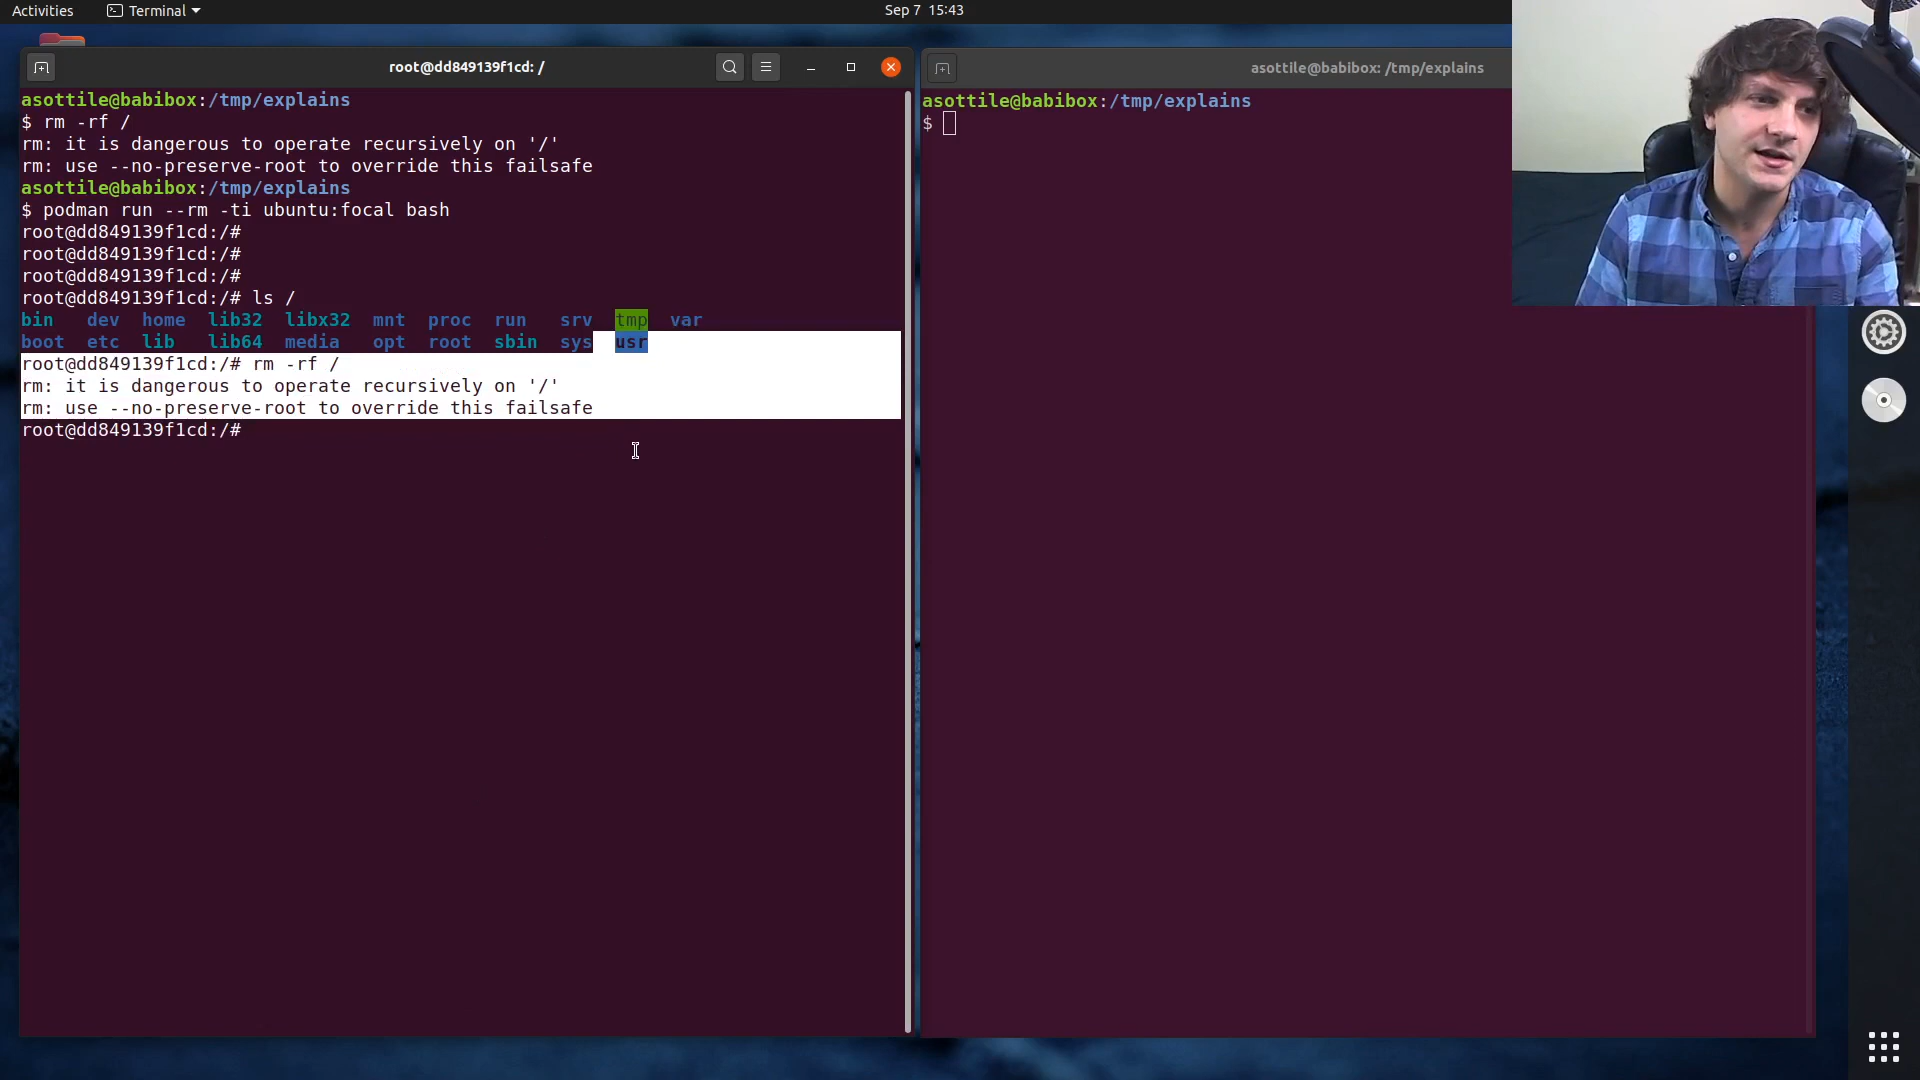 Activities Terminal Sep 7 15:43
root@dd849139f1cd: /
asottile@babibox:/tmp/explains
$ rm -rf /
rm: it is dangerous to operate recursively on '/'
rm: use --no-preserve-root to override this failsafe
asottile@babibox:/tmp/explains
$ podman run --rm -ti ubuntu:focal bash
root@dd849139f1cd:/#
root@dd849139f1cd:/#
root@dd849139f1cd:/#
root@dd849139f1cd:/# ls /
bin dev home lib32 libx32 mnt proc run srv tmp var
boot etc lib lib64 media opt root sbin sys usr
root@dd849139f1cd:/# rm -rf /
rm: it is dangerous to operate recursively on '/'
rm: use --no-preserve-root to override this failsafe
root@dd849139f1cd:/#
asottile@babibox: /tmp/explains
asottile@babibox:/tmp/explains
$